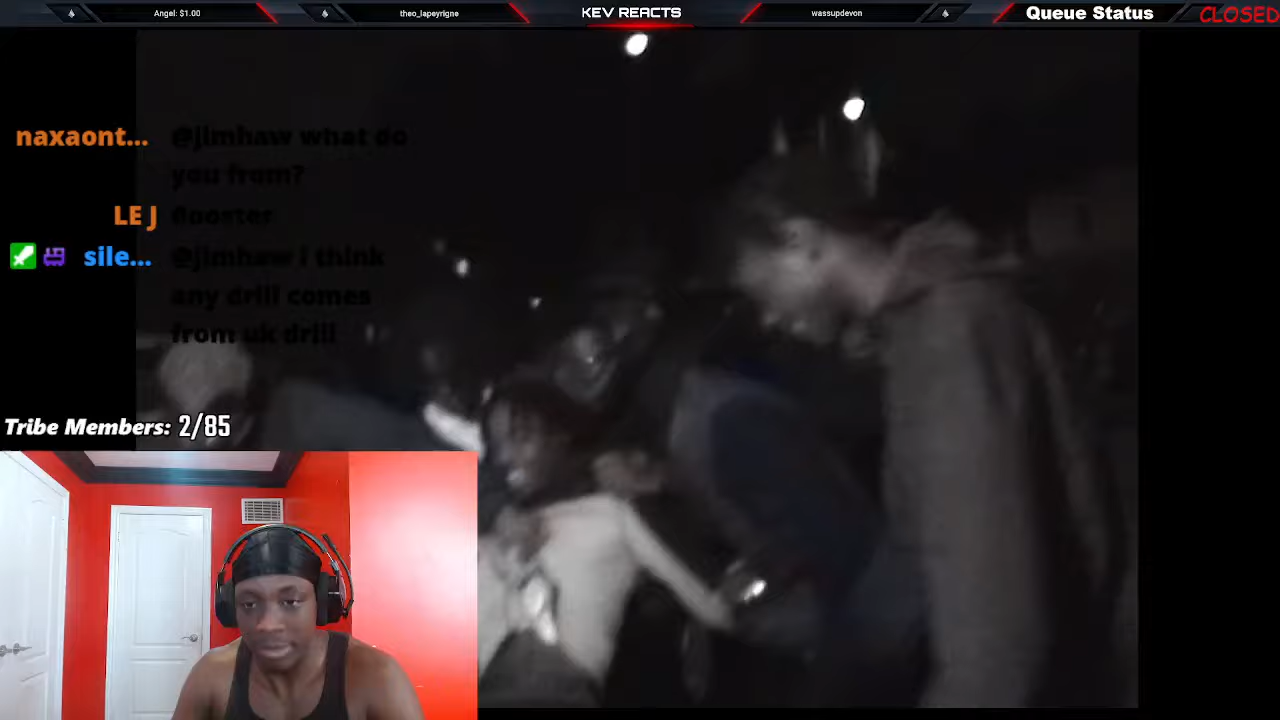 Angel: $1.00
theo_lapeyrigne
KEV REACTS
wassupdevon
Queue Status
CLOSED
naxaont... @jimhaw what do
you from?
LE J flooster
sile... @jimhaw i think
any drill comes
from uk drill
Tribe Members: 2/85